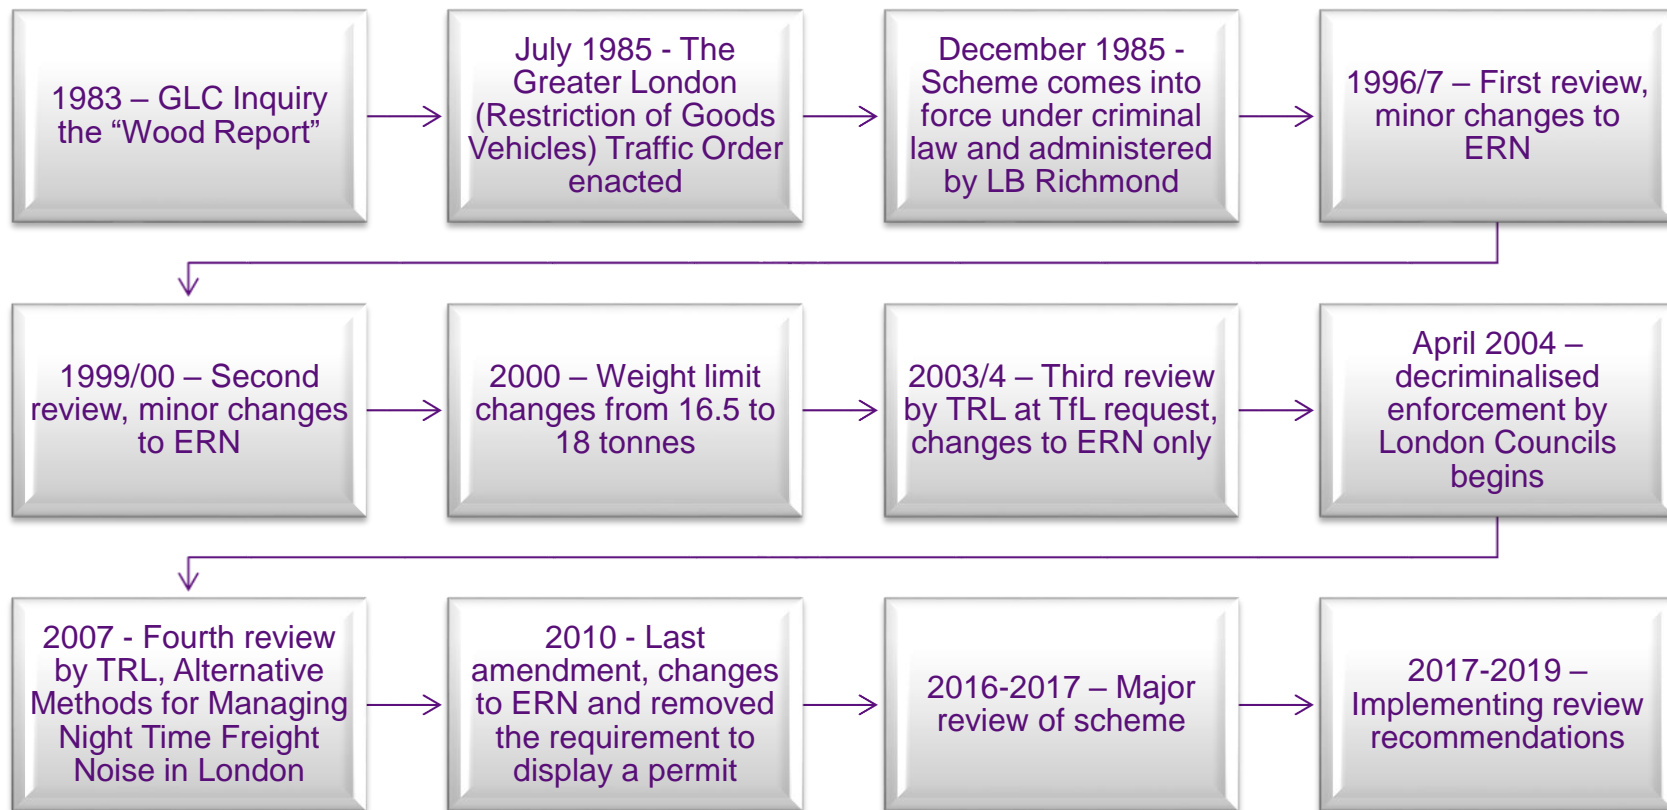 1983 – GLC Inquiry
the “Wood Report”
July 1985 - The
Greater London
(Restriction of Goods
Vehicles) Traffic Order
enacted
December 1985 -
Scheme comes into
force under criminal
law and administered
by LB Richmond
1996/7 – First review,
minor changes to
ERN
1999/00 – Second
review, minor changes
to ERN
2000 – Weight limit
changes from 16.5 to
18 tonnes
2003/4 – Third review
by TRL at TfL request,
changes to ERN only
April 2004 –
decriminalised
enforcement by
London Councils
begins
2007 - Fourth review
by TRL, Alternative
Methods for Managing
Night Time Freight
Noise in London
2010 - Last
amendment, changes
to ERN and removed
the requirement to
display a permit
2016-2017 – Major
review of scheme
2017-2019 –
Implementing review
recommendations